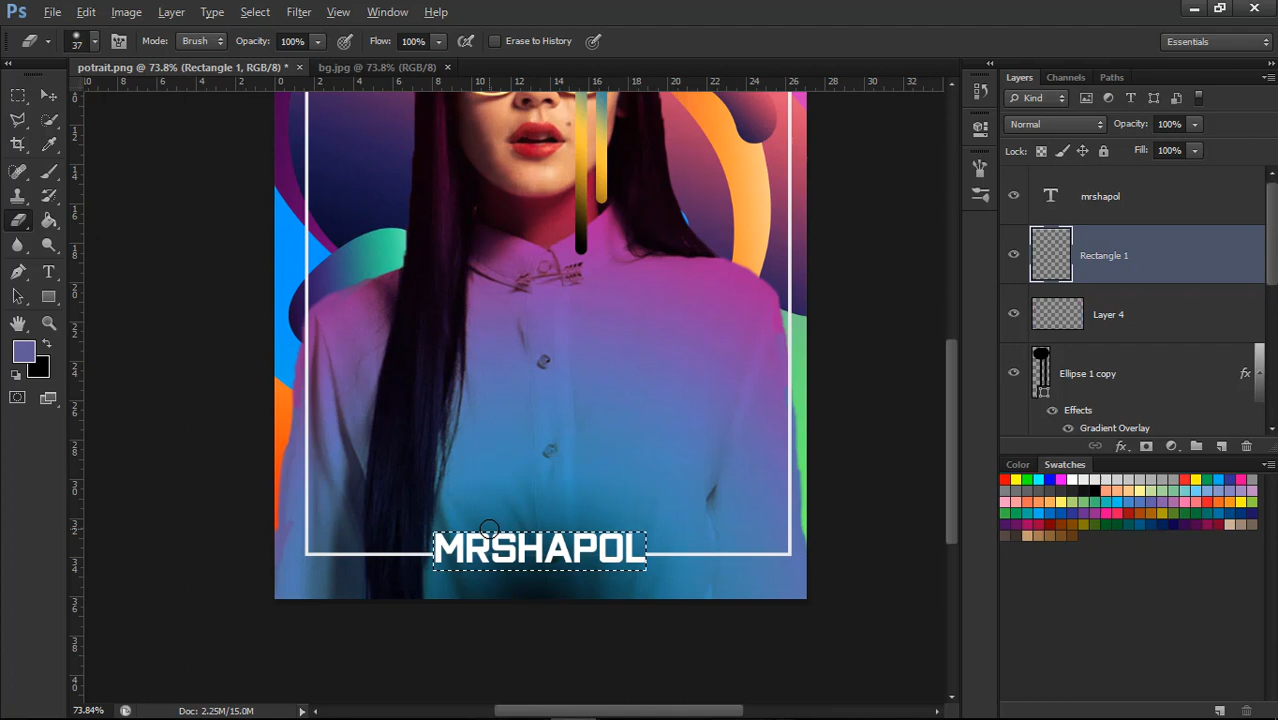 Ps File Edit Image Layer Type Select Filter View Window Help
37 Mode: Brush Opacity: 100% Flow: 100% Erase to History Essentials
potrait.png @ 73.8% (Rectangle 1, RGB/8) * × bg.jpg @ 73.8% (RGB/8) ×
Layers Channels Paths
Kind
Normal Opacity: 100%
Lock: Fill: 100%
mrshapol
Rectangle 1
Layer 4
Ellipse 1 copy fx
Effects
Gradient Overlay
Color Swatches
MRSHAPOL
73.84% Doc: 2.25M/15.0M